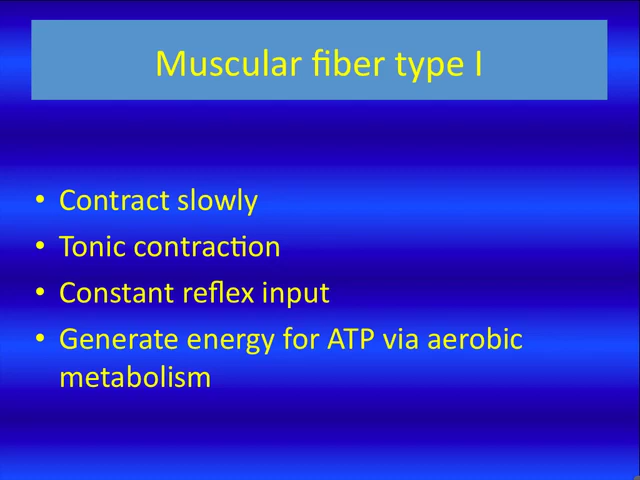 Muscular fiber type I
• Contract slowly
• Tonic contraction
• Constant reflex input
• Generate energy for ATP via aerobic
metabolism